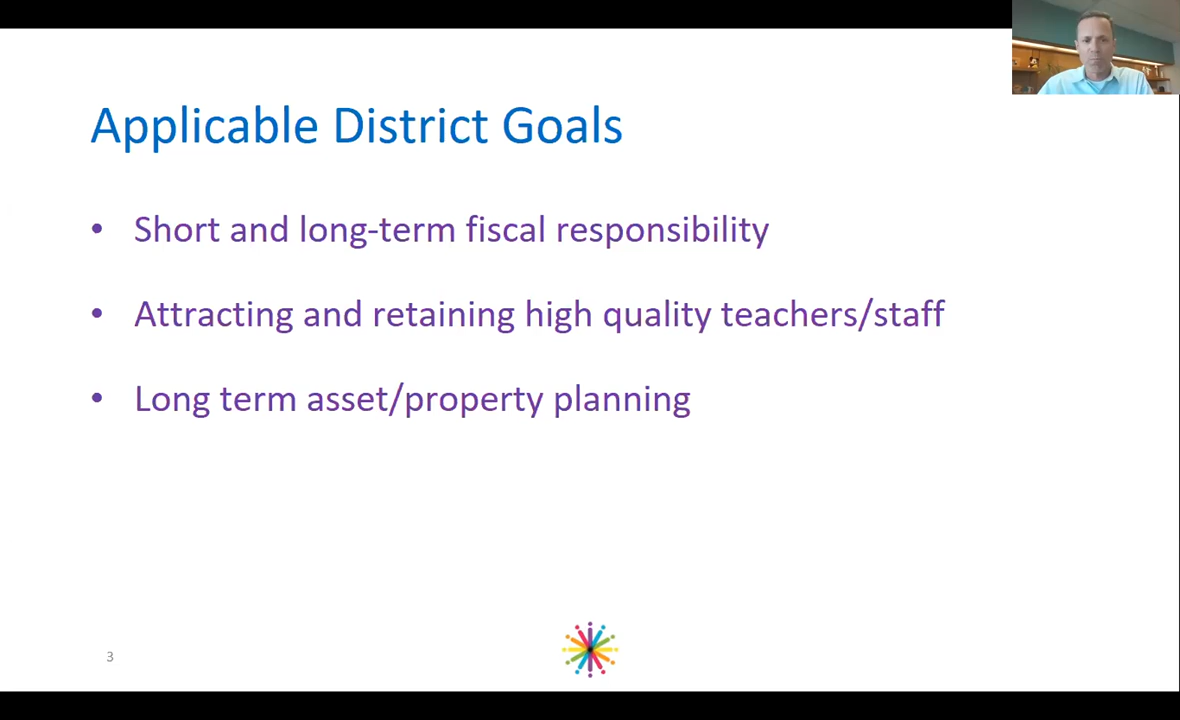 Applicable District Goals
• Short and long-term fiscal responsibility
• Attracting and retaining high quality teachers/staff
• Long term asset/property planning
3